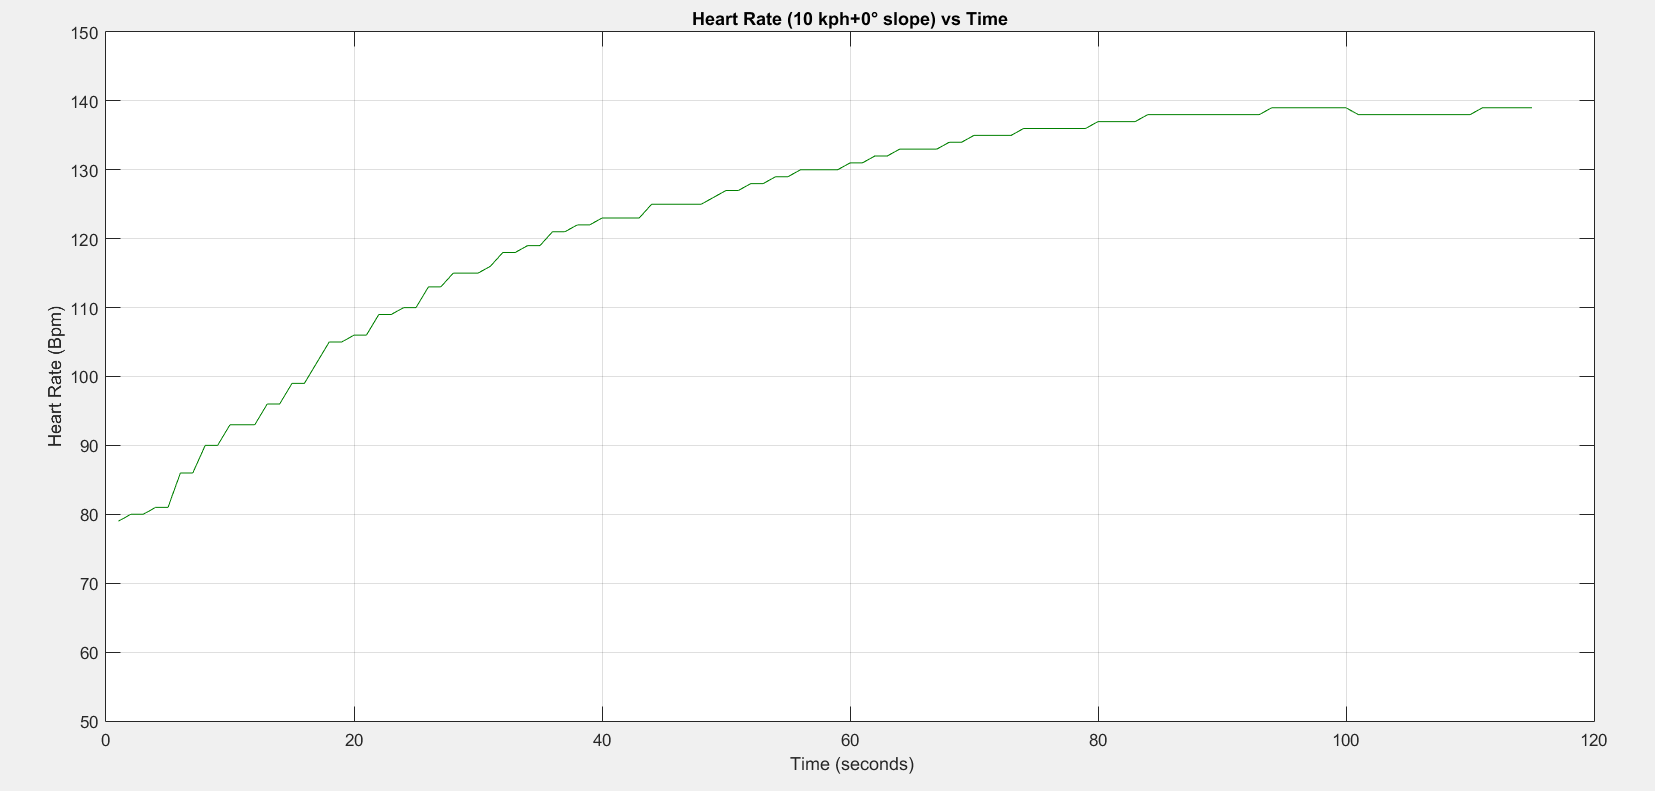 Heart Rate (10 kph+0° slope) vs Time
150
140
130
120
110
100
90
80
70
60
50
Heart Rate (Bpm)
0 20 40 60 80 100 120
Time (seconds)